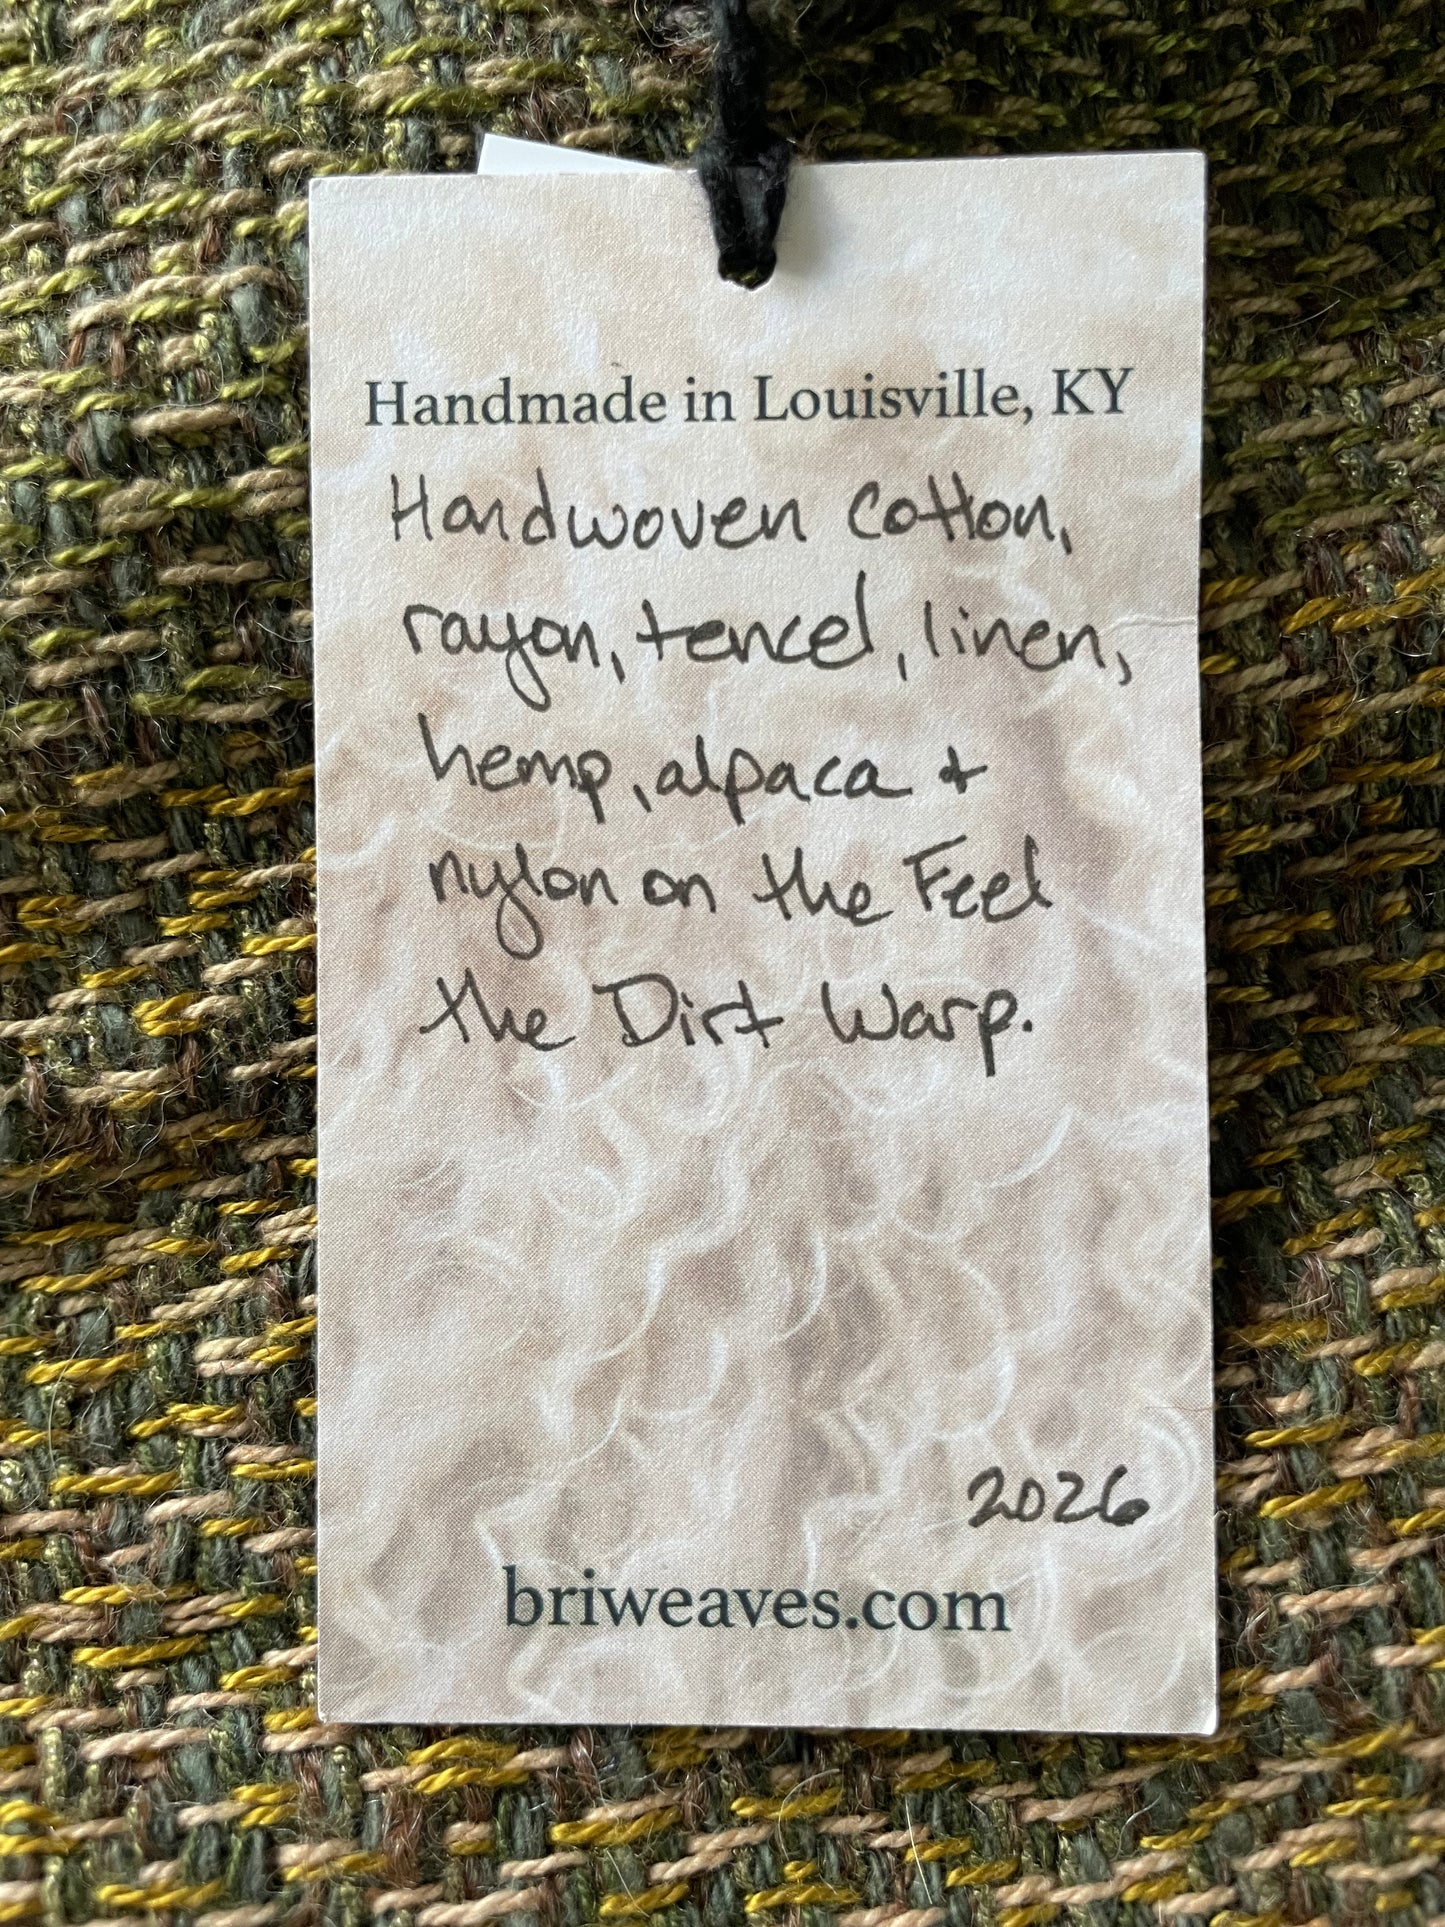 Handmade in Louisville, KY
Handwoven cotton,
rayon, tencel, linen,
hemp, alpaca +
nylon on the Feel
the Dirt Warp.
2026
briweaves.com